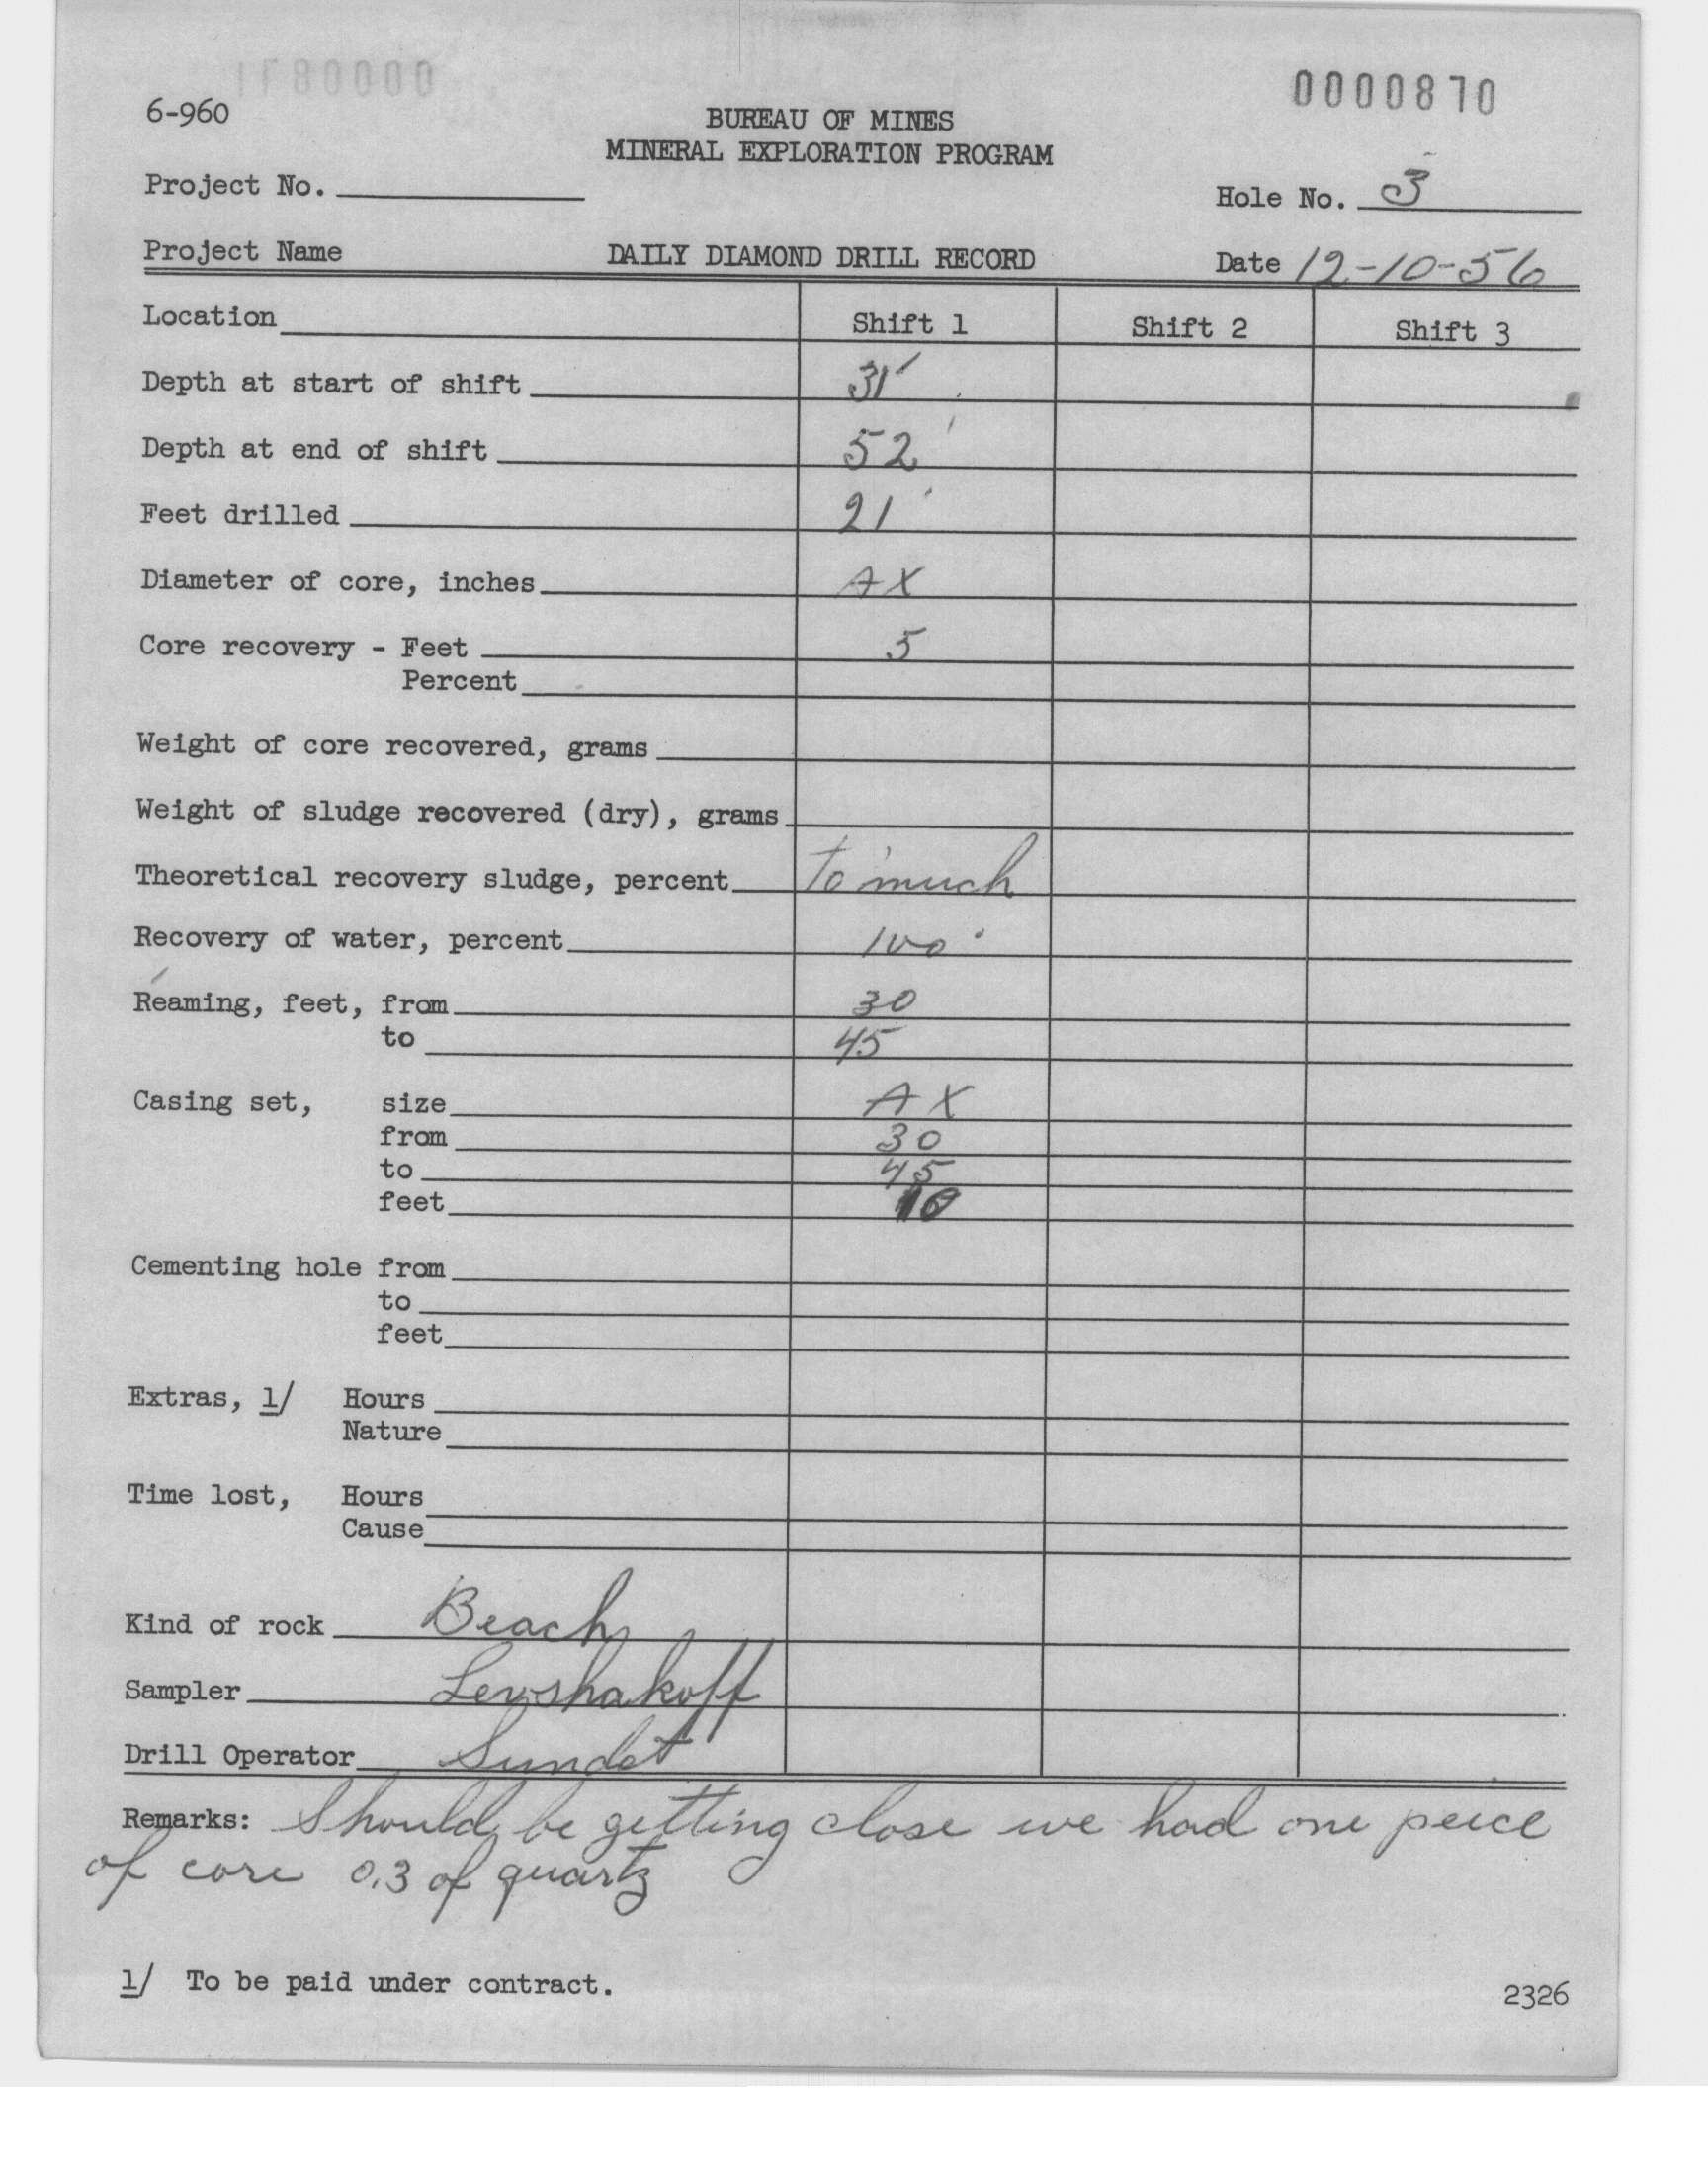 0000870
6-960
BUREAU OF MINES
MINERAL EXPLORATION PROGRAM
Project No.
Hole No. 3
Project Name DAILY DIAMOND DRILL RECORD Date 12-10-56
Location Shift 1 Shift 2 Shift 3
Depth at start of shift 31'
Depth at end of shift 52'
Feet drilled 21'
Diameter of core, inches AX
Core recovery - Feet 5
Percent
Weight of core recovered, grams
Weight of sludge recovered (dry), grams
Theoretical recovery sludge, percent to much
Recovery of water, percent 100
Reaming, feet, from 30
to 45
Casing set, size AX
from 30
to 45
feet 10
Cementing hole from
to
feet
Extras, 1/ Hours
Nature
Time lost, Hours
Cause
Kind of rock Beach
Sampler
Drill Operator Sundet
Remarks: Should be getting close we had one peice
of core 0.3 of quartz
1/ To be paid under contract.
2326